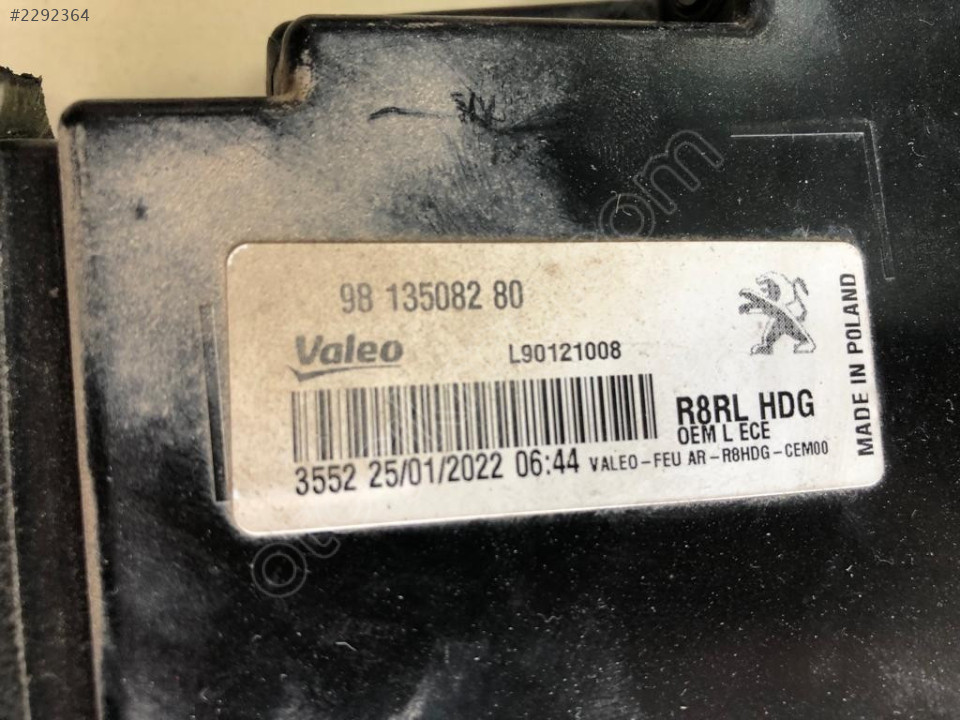 #2292364
98 135082 80
Valeo
L90121008
R8RL HDG
OEM L ECE
3552 25/01/2022 06:44 VALEO-FEU AR-R8HDG-CEM00
MADE IN POLAND